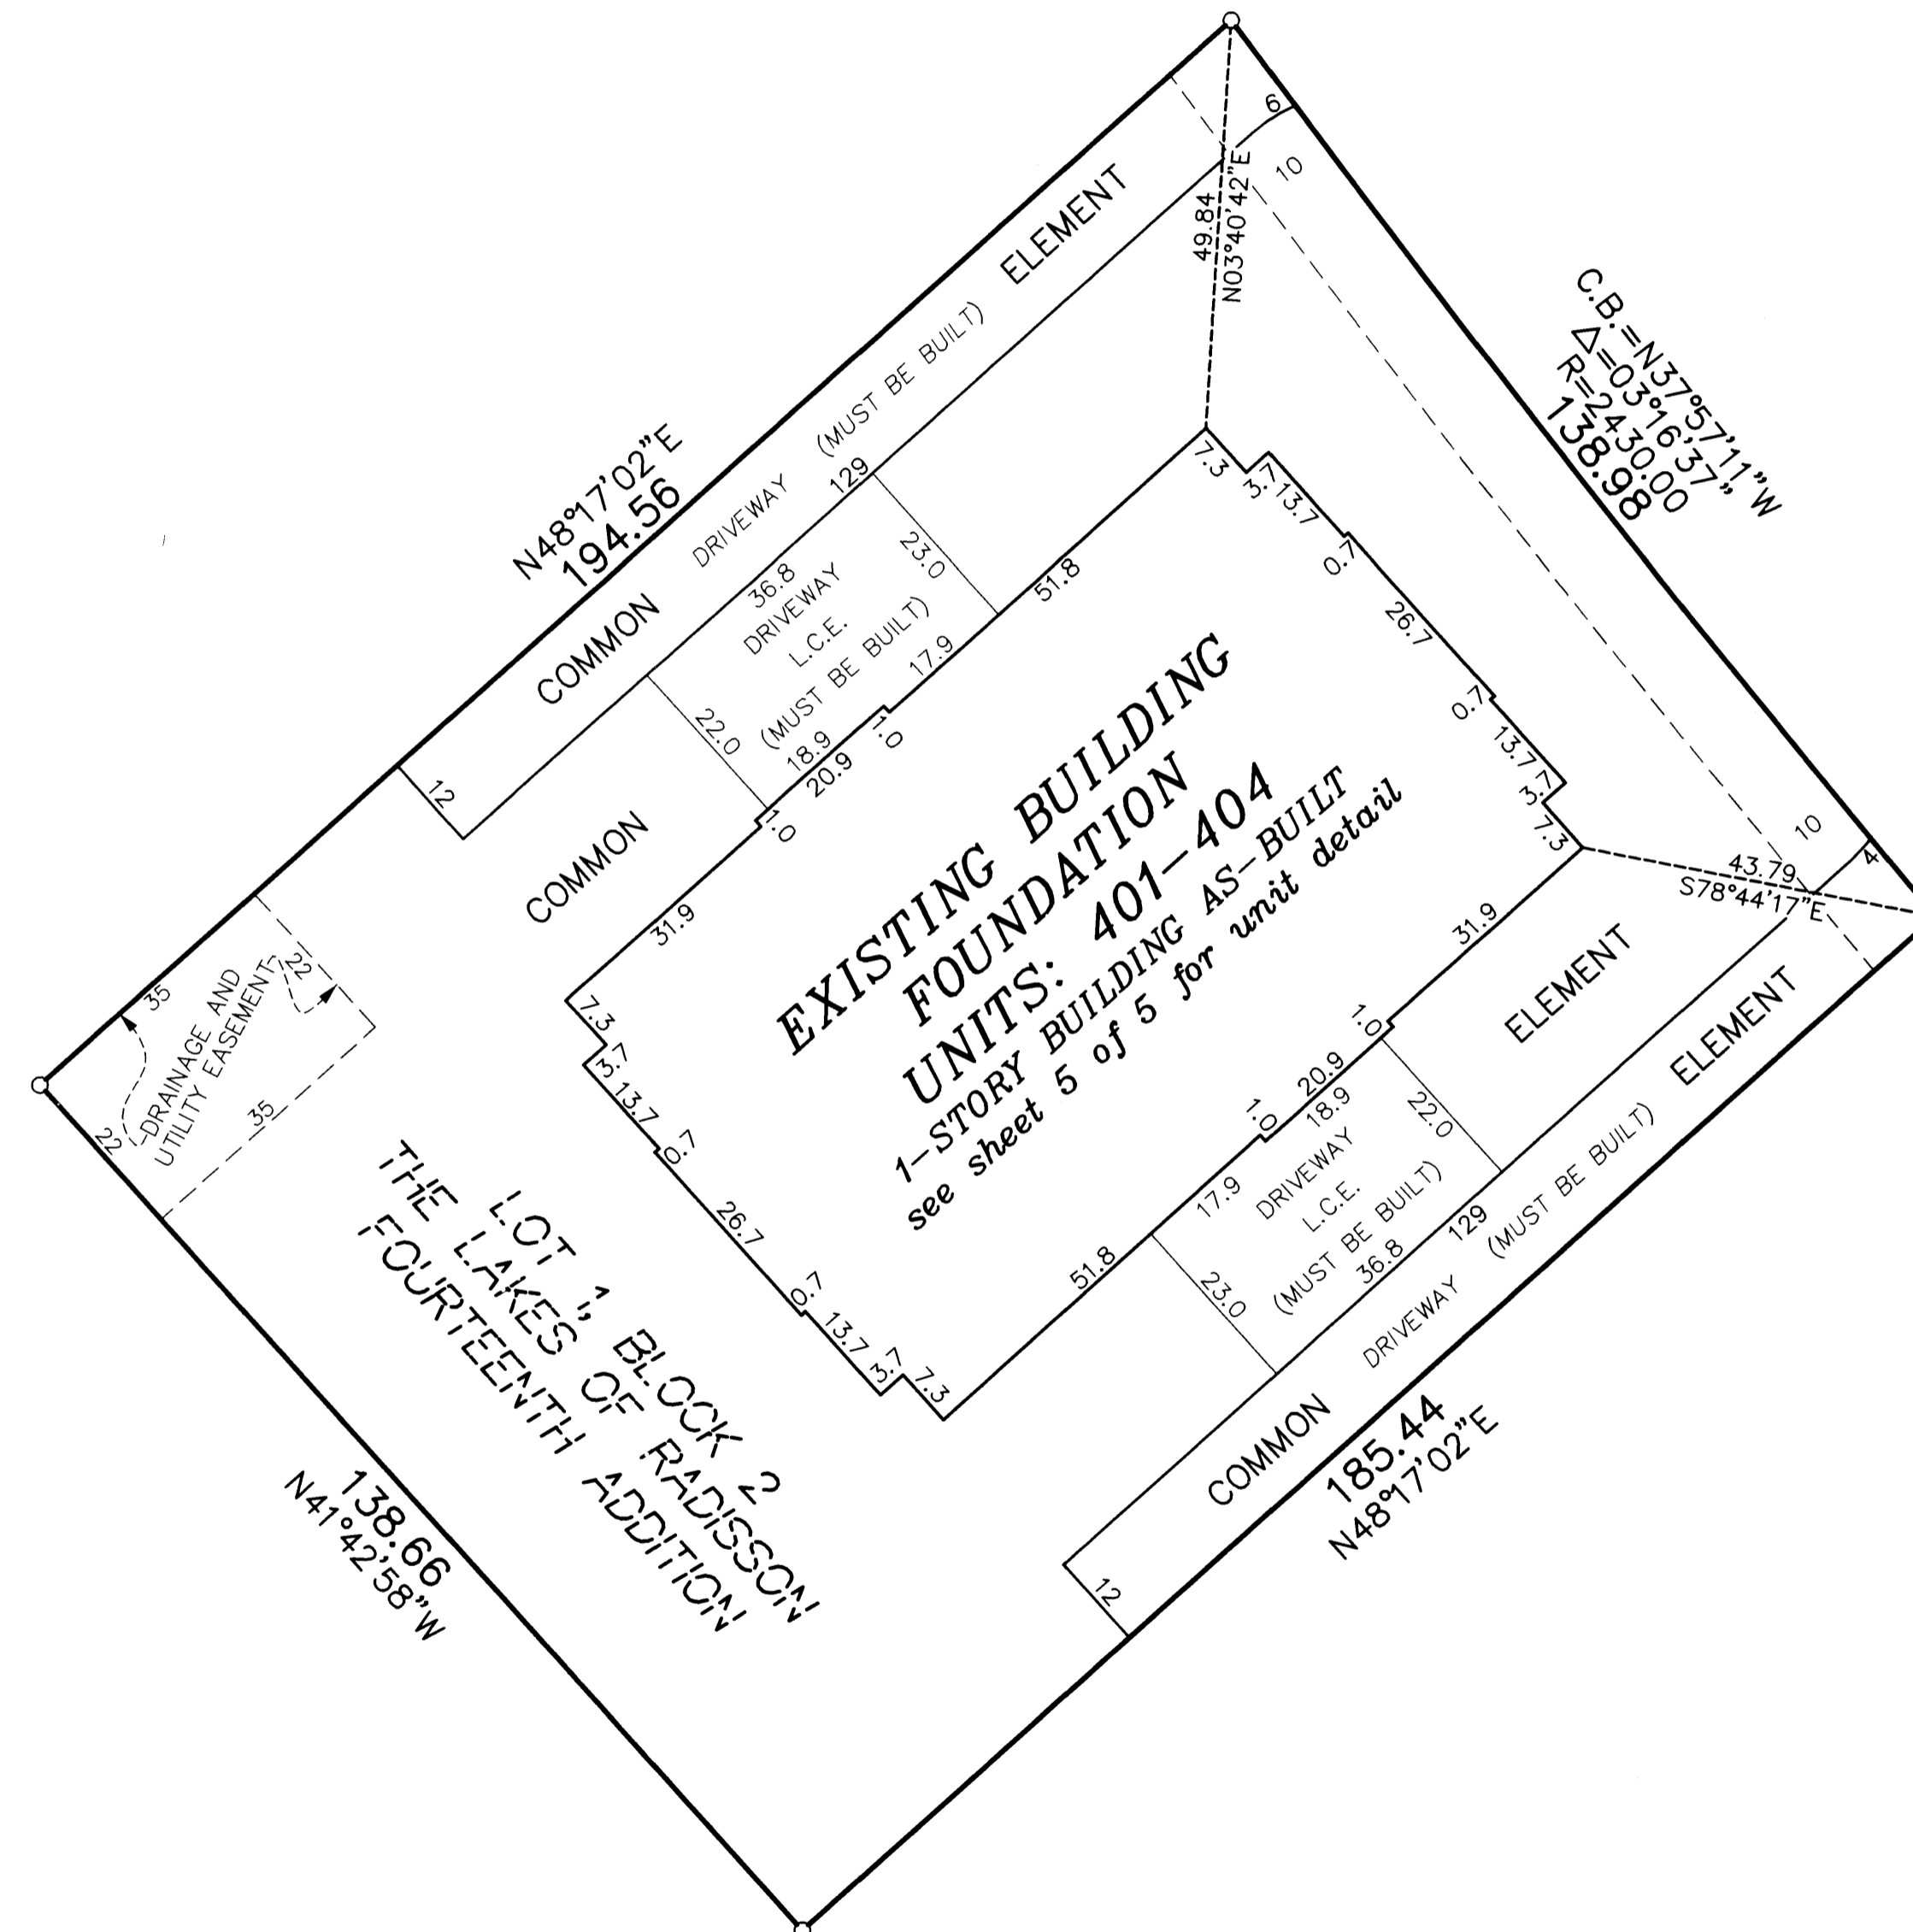 6
10
49.84
N03°40'42"E
ELEMENT
C.B.=N37°57'11"W
Δ=03°16'37"
R=2430.00
138.98
N48°17'02"E
194.56
DRIVEWAY (MUST BE BUILT)
129
COMMON
12
36.8
DRIVEWAY
L.C.E.
(MUST BE BUILT)
23.0
22.0
17.9
18.9
20.9
1.0
1.0
51.8
7.3
3.7
13.7
0.7
26.7
0.7
13.7
3.7
7.3
10
4
43.79
S78°44'17"E
COMMON
31.9
EXISTING BUILDING
FOUNDATION
UNITS: 401-404
1-STORY BUILDING AS-BUILT
see sheet 5 of 5 for unit detail
31.9
ELEMENT
ELEMENT
35
DRAINAGE AND
UTILITY EASEMENT
22
22
35
7.3
3.7
13.7
0.7
26.7
0.7
13.7
3.7
7.3
51.8
1.0
20.9
18.9
1.0
17.9
DRIVEWAY
L.C.E.
(MUST BE BUILT)
22.0
23.0
36.8
129
DRIVEWAY (MUST BE BUILT)
COMMON
12
LOT 1, BLOCK 2
THE LAKES OF RADISSON
FOURTEENTH ADDITION
138.66
N41°42'58"W
185.44
N48°17'02"E